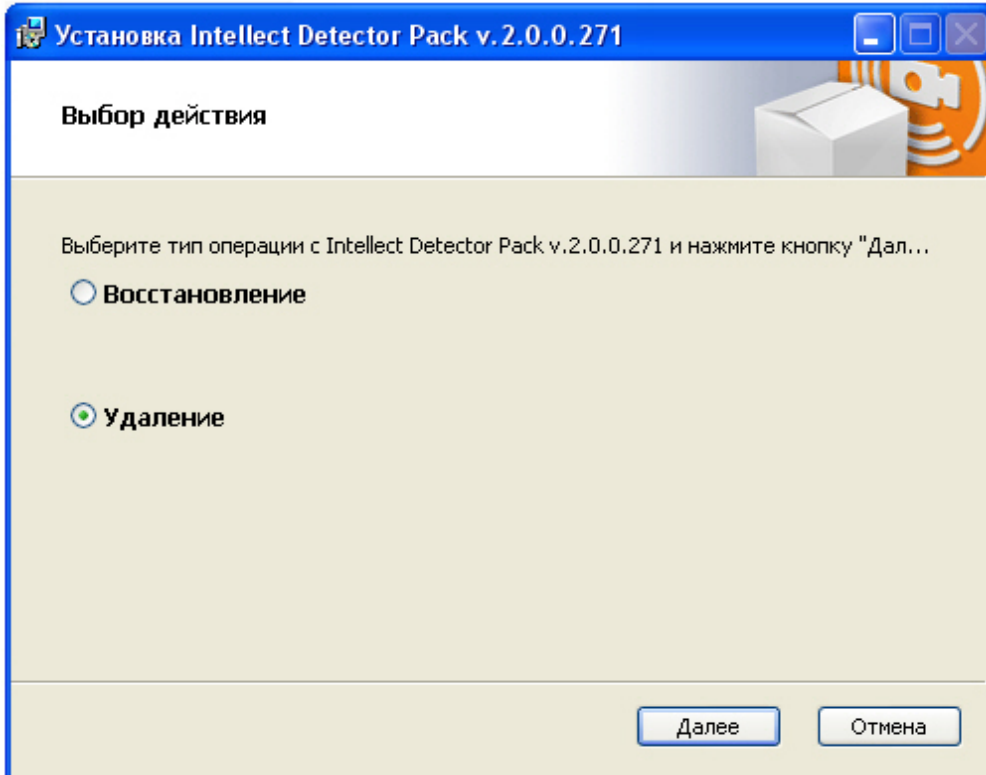 Установка Intellect Detector Pack v.2.0.0.271
Выбор действия
Выберите тип операции с Intellect Detector Pack v.2.0.0.271 и нажмите кнопку "Дал...
Восстановление
Удаление
Далее
Отмена